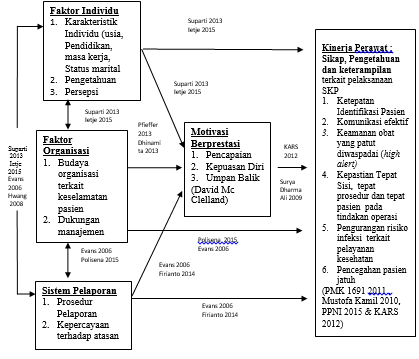 Faktor Individu
1. Karakteristik
Individu (usia,
Pendidikan,
masa kerja,
Status marital
2. Pengetahuan
3. Persepsi
Suparti 2013
Ietje 2015
Suparti 2013
Ietje 2015
Suparti 2013
Ietje 2015
Suparti
2013
Ietje
2015
Evans
2006
Hwang
2008
Faktor
Organisasi
1. Budaya
organisasi
terkait
keselamatan
pasien
2. Dukungan
manajemen
Pfieffer
2013
Dhinami
ta 2013
Motivasi
Berprestasi
1. Pencapaian
2. Kepuasan Diri
3. Umpan Balik
(David Mc
Clelland)
KARS
2012
Surya
Dharma
Ali 2009
Polisena, 2015
Evans 2006
Evans 2006
Polisena 2015
Evans 2006
Firianto 2014
Evans 2006
Firianto 2014
Sistem Pelaporan
1. Prosedur
Pelaporan
2. Kepercayaan
terhadap atasan
Kinerja Perawat :
Sikap, Pengetahuan
dan keterampilan
terkait pelaksanaan
SKP
1. Ketepatan
Identifikasi Pasien
2. Komunikasi efektif
3. Keamanan obat
yang patut
diwaspadai (high
alert)
4. Kepastian Tepat
Sisi, tepat
prosedur dan tepat
pasien pada
tindakan operasi
5. Pengurangan risiko
infeksi terkait
pelayanan
kesehatan
6. Pencegahan pasien
jatuh
(PMK 1691 2011,
Mustofa Kamil 2010,
PPNI 2015 & KARS
2012)